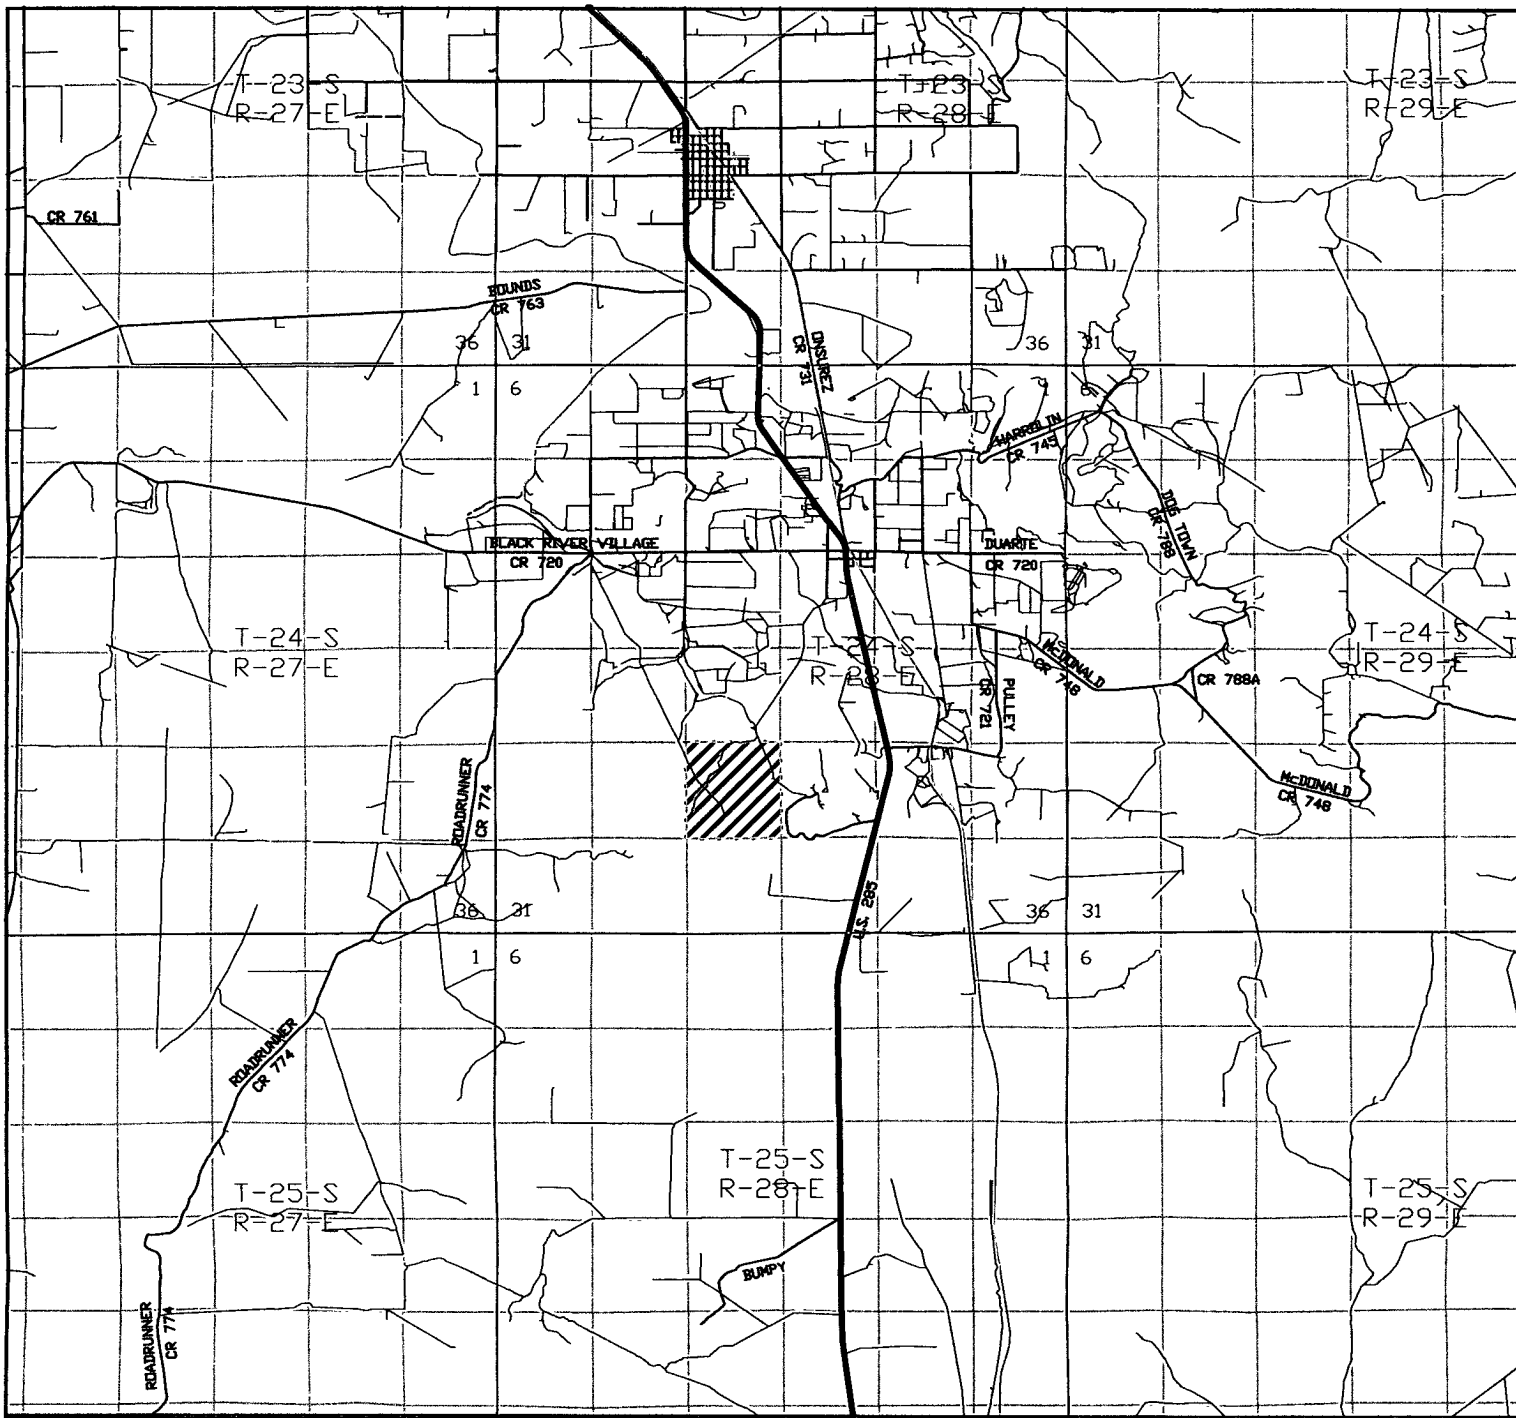 T-23-S
R-27-E
T-23-S
R-28-E
T-23-S
R-29-E
CR 761
BOUNDS
CR 763
36 31
1 6
ONSUREZ
CR 731
36 31
1 6
HARROLIN
CR 745
DOG TOWN
CR-788
BLACK RIVER VILLAGE
CR 720
DUARTE
CR 720
T-24-S
R-27-E
T-24-S
R-28-E
T-24-S
R-29-E
McDONALD
CR 748
PULLEY
CR 721
CR 788A
McDONALD
CR 748
ROADRUNNER
CR 774
36 31
1 6
U.S. 285
36 31
1 6
ROADRUNNER
CR 774
T-25-S
R-27-E
T-25-S
R-28-E
T-25-S
R-29-E
BUMPY
ROADRUNNER
CR 774